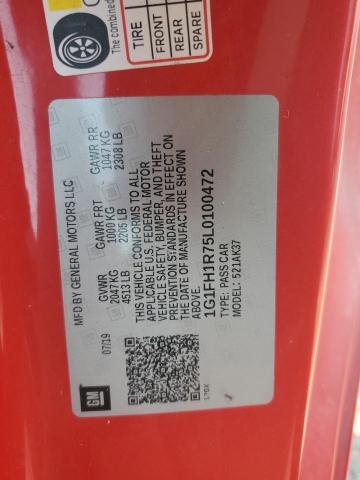 The combined
TIRE
FRONT
REAR
SPARE
MFD BY GENERAL MOTORS LLC
07/19
GVWR
2047KG
4513 LB
GAWR FRT
1000 KG
2205 LB
GAWR RR
1047 KG
2308 LB
THIS VEHICLE CONFORMS TO ALL
APPLICABLE U.S. FEDERAL MOTOR
VEHICLE SAFETY, BUMPER, AND THEFT
PREVENTION STANDARDS IN EFFECT ON
THE DATE OF MANUFACTURE SHOWN
ABOVE.
1G1FH1R75L0100472
TYPE: PASS CAR
MODEL: 521AK37
GM